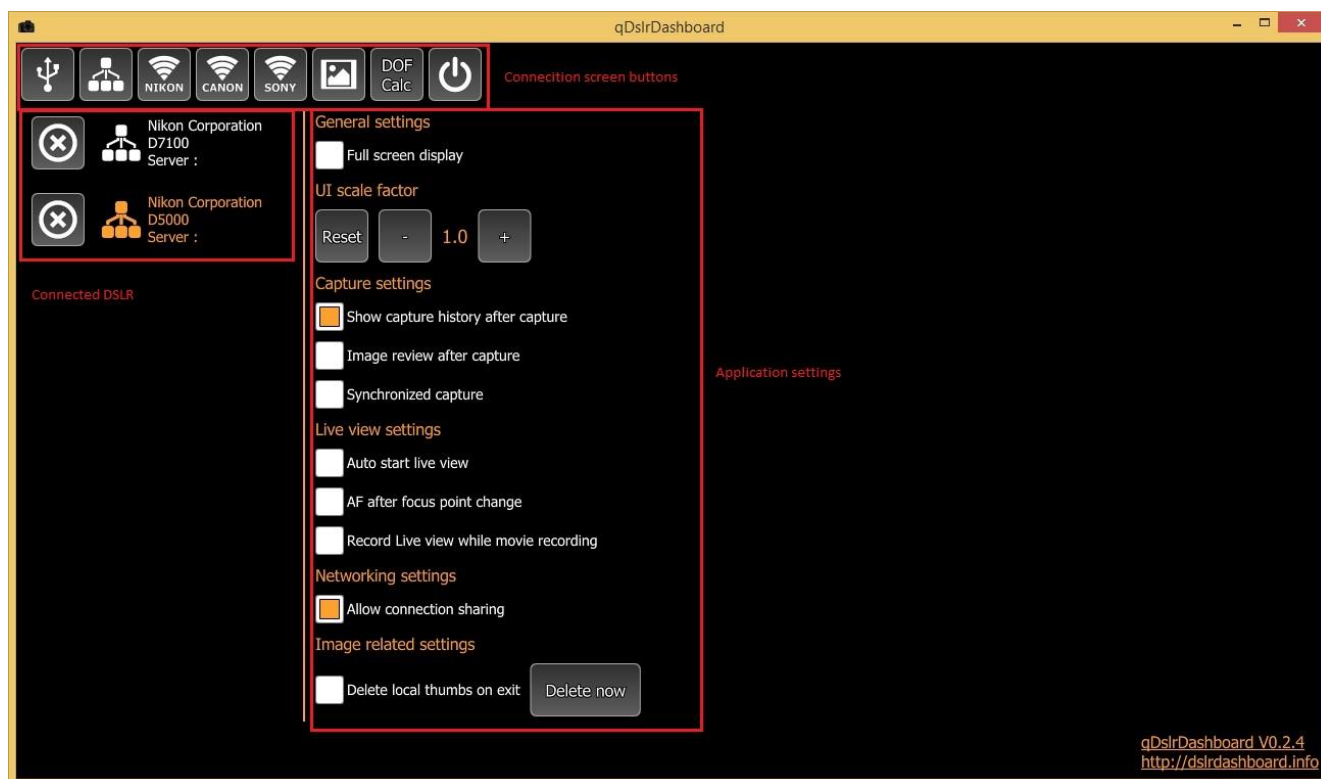 qDslrDashboard
NIKON
CANON
SONY
DOF
Calc
Connecition screen buttons
Nikon Corporation
D7100
Server :
Nikon Corporation
D5000
Server :
Connected DSLR
General settings
Full screen display
UI scale factor
Reset - 1.0 +
Capture settings
Show capture history after capture
Image review after capture
Synchronized capture
Application settings
Live view settings
Auto start live view
AF after focus point change
Record Live view while movie recording
Networking settings
Allow connection sharing
Image related settings
Delete local thumbs on exit Delete now
qDslrDashboard V0.2.4
http://dslrdashboard.info